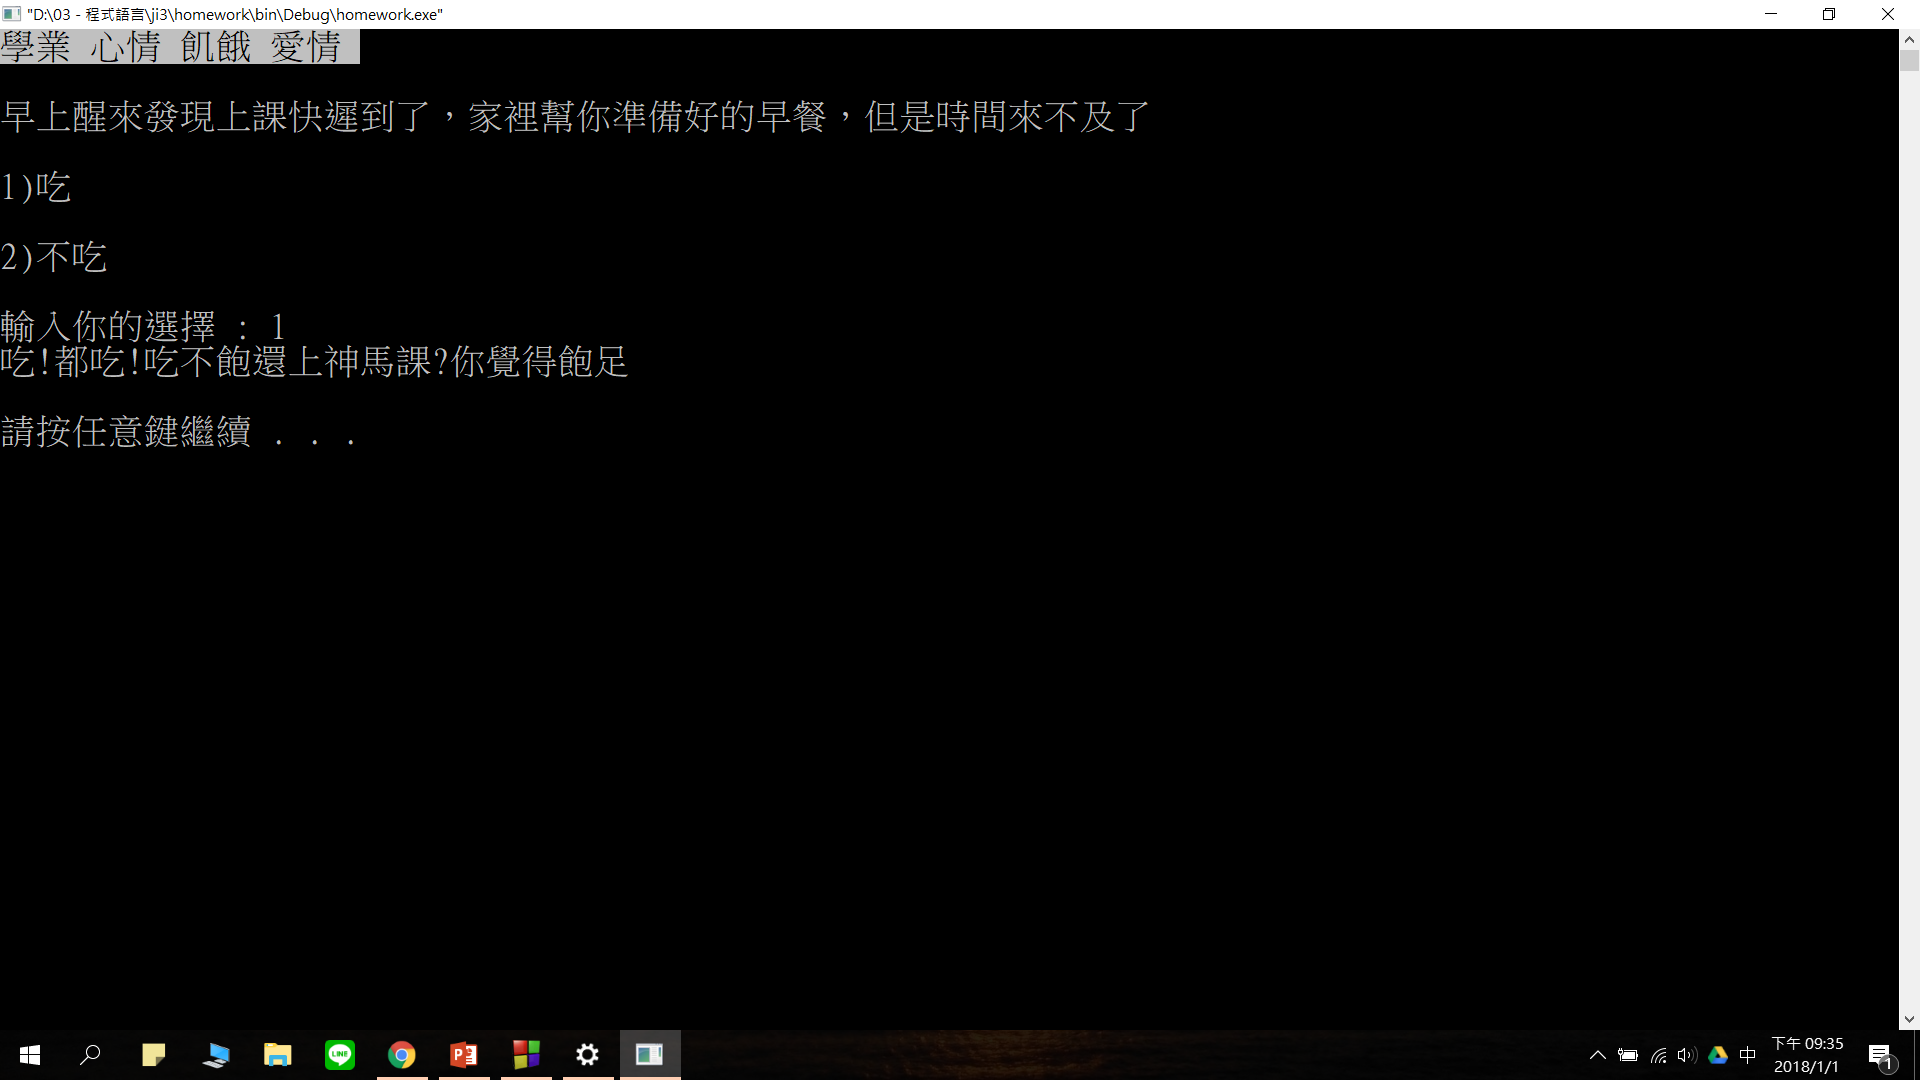 "D:\03 - 程式語言\ji3\homework\bin\Debug\homework.exe"
學業 心情 飢餓 愛情
早上醒來發現上課快遲到了，家裡幫你準備好的早餐，但是時間來不及了
1)吃
2)不吃
輸入你的選擇 : 1
吃!都吃!吃不飽還上神馬課?你覺得飽足
請按任意鍵繼續 . . .
LINE
P
中
下午 09:35
2018/1/1
1